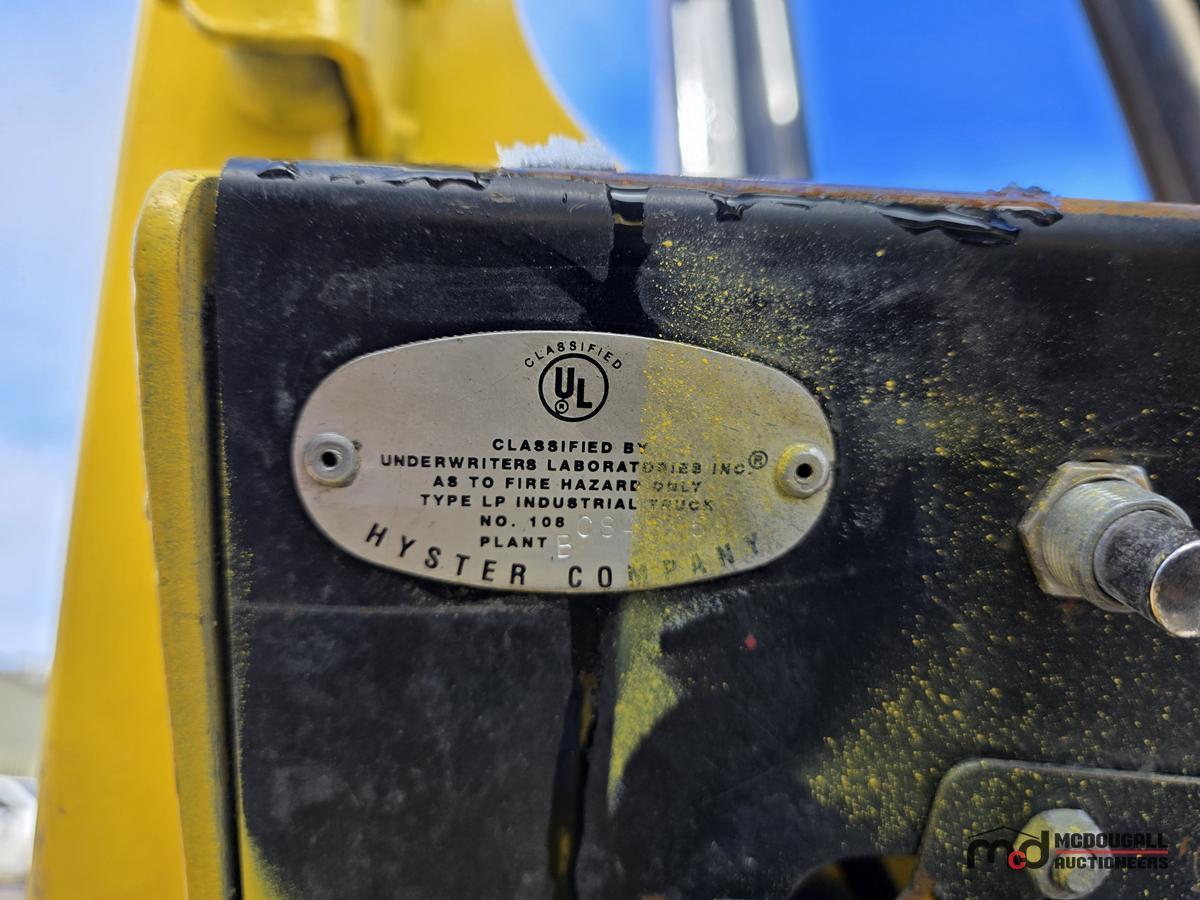 CLASSIFIED
UL®
CLASSIFIED BY
UNDERWRITERS LABORATORIES INC.®
AS TO FIRE HAZARD ONLY
TYPE LP INDUSTRIAL TRUCK
NO. 108
PLANT B
HYSTER COMPANY
mcd MCDOUGALL
AUCTIONEERS